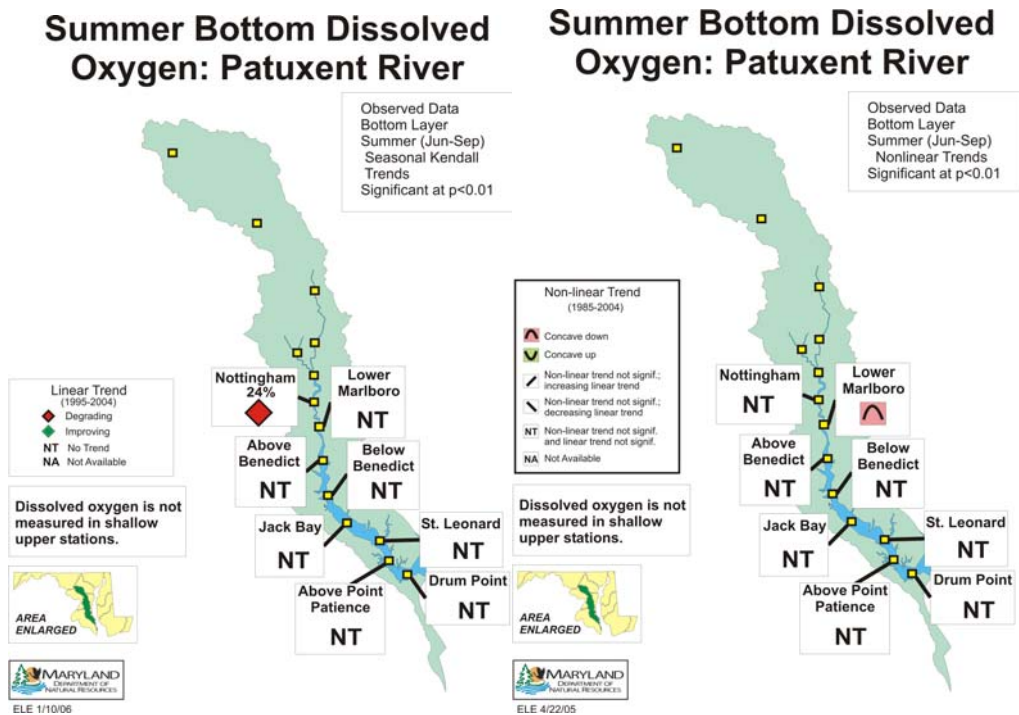 Summer Bottom Dissolved
Oxygen: Patuxent River
Observed Data
Bottom Layer
Summer (Jun-Sep)
Seasonal Kendall
Trends
Significant at p<0.01
Nottingham
24%
Lower
Marlboro
NT
Linear Trend
(1995-2004)
Degrading
Improving
NT No Trend
NA Not Available
Above
Benedict
NT
Below
Benedict
NT
Dissolved oxygen is not
measured in shallow
upper stations.
Jack Bay
NT
St. Leonard
NT
Above Point
Patience
NT
Drum Point
NT
AREA
ENLARGED
MARYLAND
DEPARTMENT OF
NATURAL RESOURCES
ELE 1/10/06
Summer Bottom Dissolved
Oxygen: Patuxent River
Observed Data
Bottom Layer
Summer (Jun-Sep)
Nonlinear Trends
Significant at p<0.01
Non-linear Trend
(1985-2004)
Concave down
Concave up
Non-linear trend not signif.;
increasing linear trend
Non-linear trend not signif.;
decreasing linear trend
NT Non-linear trend not signif.
and linear trend not signif.
NA Not Available
Nottingham
NT
Lower
Marlboro
Above
Benedict
NT
Below
Benedict
NT
Dissolved oxygen is not
measured in shallow
upper stations.
Jack Bay
NT
St. Leonard
NT
Above Point
Patience
NT
Drum Point
NT
AREA
ENLARGED
MARYLAND
DEPARTMENT OF
NATURAL RESOURCES
ELE 4/22/05